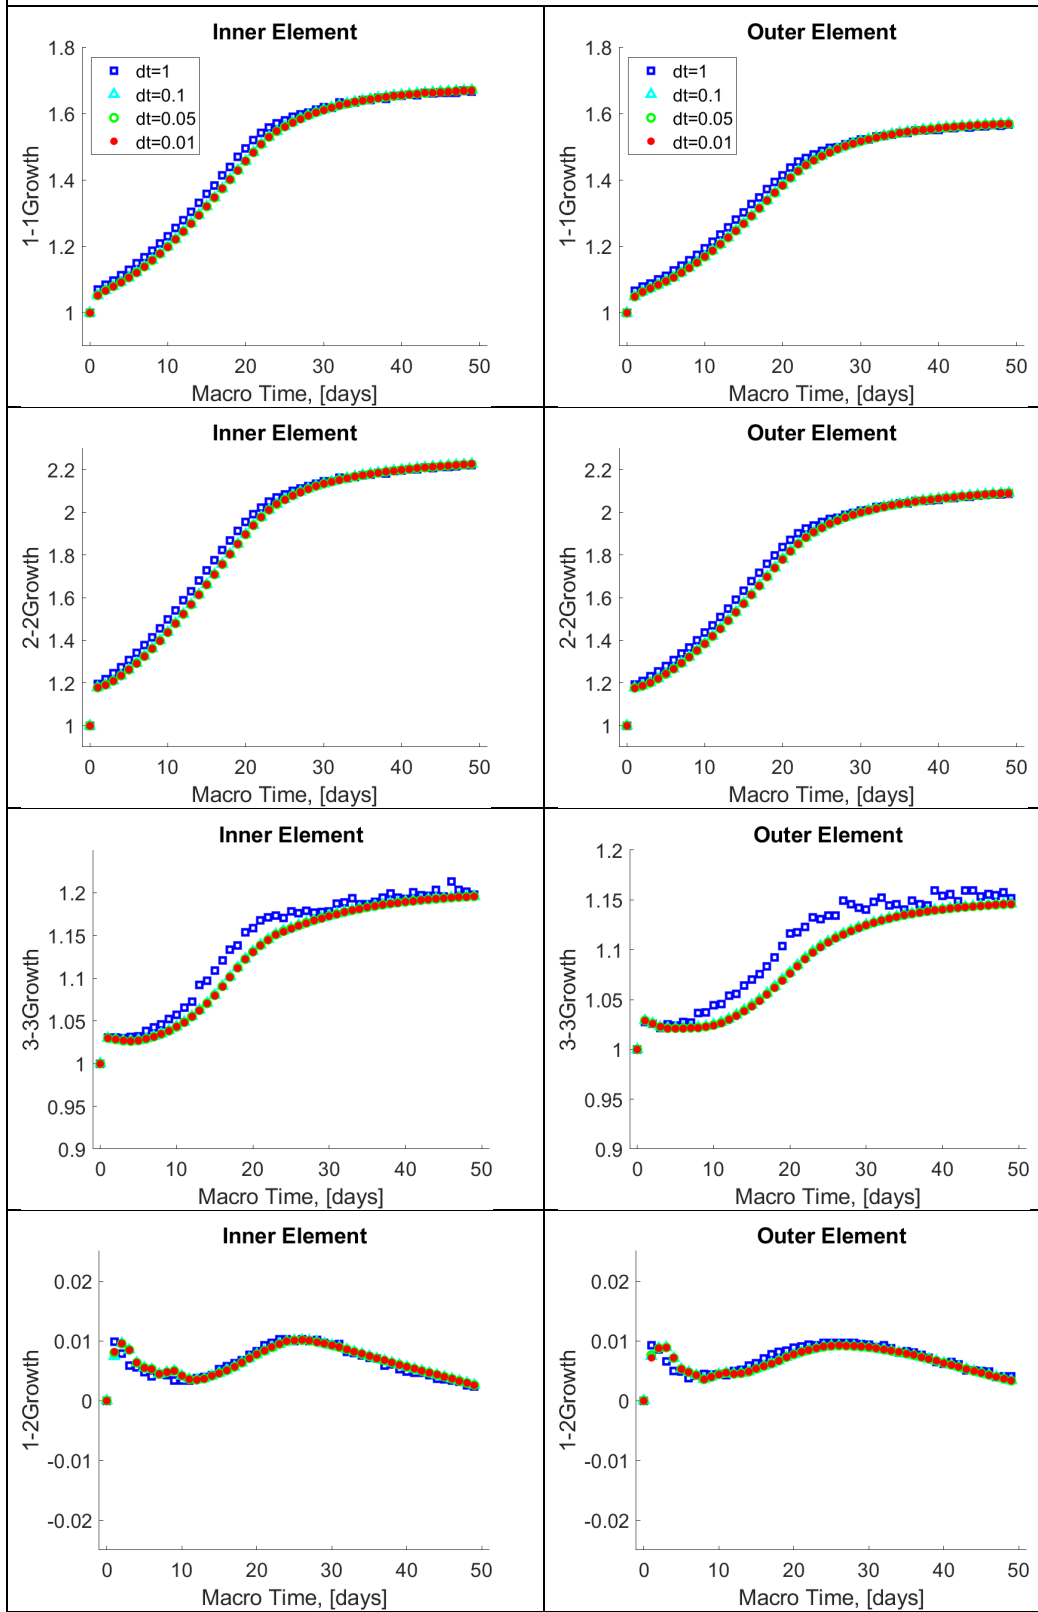 Inner Element
1.8
1.6
1.4
1.2
1
1-1Growth
dt=1
dt=0.1
dt=0.05
dt=0.01
0 10 20 30 40 50
Macro Time, [days]
Outer Element
1.8
1.6
1.4
1.2
1
1-1Growth
dt=1
dt=0.1
dt=0.05
dt=0.01
0 10 20 30 40 50
Macro Time, [days]
Inner Element
2.2
2
1.8
1.6
1.4
1.2
1
2-2Growth
0 10 20 30 40 50
Macro Time, [days]
Outer Element
2.2
2
1.8
1.6
1.4
1.2
1
2-2Growth
0 10 20 30 40 50
Macro Time, [days]
Inner Element
1.2
1.15
1.1
1.05
1
0.95
0.9
3-3Growth
0 10 20 30 40 50
Macro Time, [days]
Outer Element
1.2
1.15
1.1
1.05
1
0.95
0.9
3-3Growth
0 10 20 30 40 50
Macro Time, [days]
Inner Element
0.02
0.01
0
-0.01
-0.02
1-2Growth
0 10 20 30 40 50
Macro Time, [days]
Outer Element
0.02
0.01
0
-0.01
-0.02
1-2Growth
0 10 20 30 40 50
Macro Time, [days]